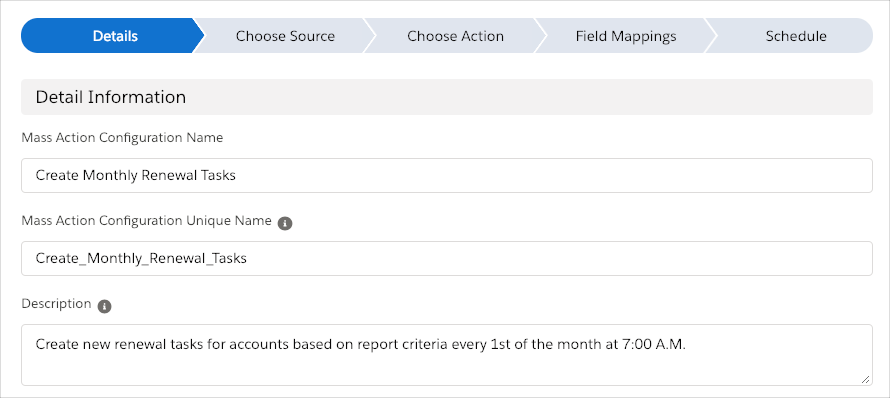 Details
Choose Source
Choose Action
Field Mappings
Schedule
Detail Information
Mass Action Configuration Name
Create Monthly Renewal Tasks
Mass Action Configuration Unique Name
Create_Monthly_Renewal_Tasks
Description
Create new renewal tasks for accounts based on report criteria every 1st of the month at 7:00 A.M.